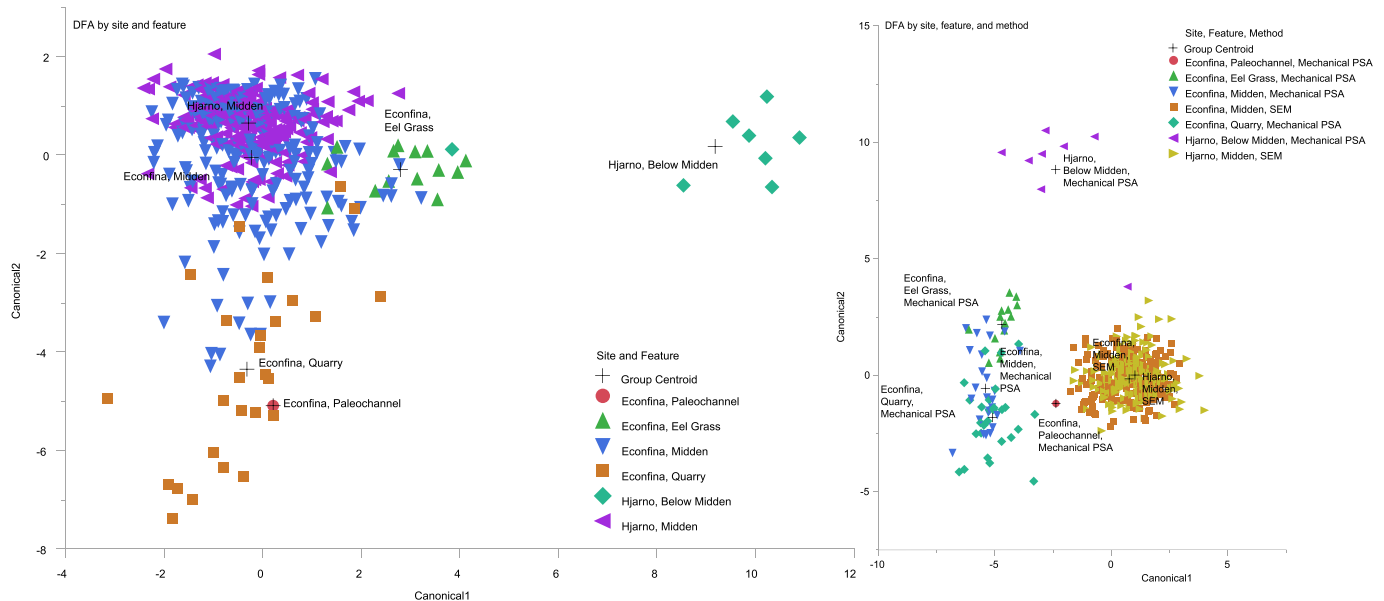 DFA by site and feature
2
0
-2
-4
-6
-8
Canonical2
-4
-2
0
2
4
6
8
10
12
Canonical1
Hjarno, Midden
Econfina, Midden
Econfina,
Eel Grass
Hjarno, Below Midden
Econfina, Quarry
Econfina, Paleochannel
Site and Feature
Group Centroid
Econfina, Paleochannel
Econfina, Eel Grass
Econfina, Midden
Econfina, Quarry
Hjarno, Below Midden
Hjarno, Midden
DFA by site, feature, and method
15
10
5
0
-5
Canonical2
-10
-5
0
5
Canonical1
Hjarno,
Below Midden,
Mechanical PSA
Econfina,
Eel Grass,
Mechanical PSA
Econfina,
Midden,
Mechanical
PSA
Econfina,
Quarry,
Mechanical PSA
Econfina,
Midden,
SEM
Hjarno,
Midden,
SEM
Econfina,
Paleochannel,
Mechanical PSA
Site, Feature, Method
Group Centroid
Econfina, Paleochannel, Mechanical PSA
Econfina, Eel Grass, Mechanical PSA
Econfina, Midden, Mechanical PSA
Econfina, Midden, SEM
Econfina, Quarry, Mechanical PSA
Hjarno, Below Midden, Mechanical PSA
Hjarno, Midden, SEM